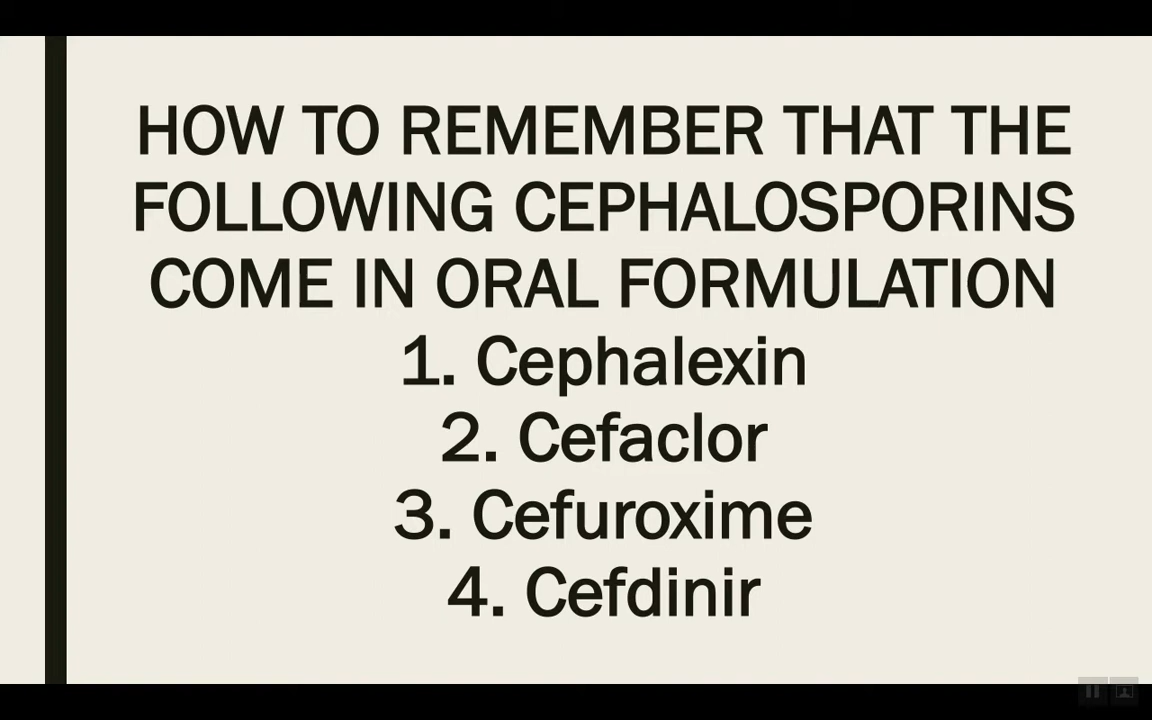 HOW TO REMEMBER THAT THE
FOLLOWING CEPHALOSPORINS
COME IN ORAL FORMULATION
1. Cephalexin
2. Cefaclor
3. Cefuroxime
4. Cefdinir